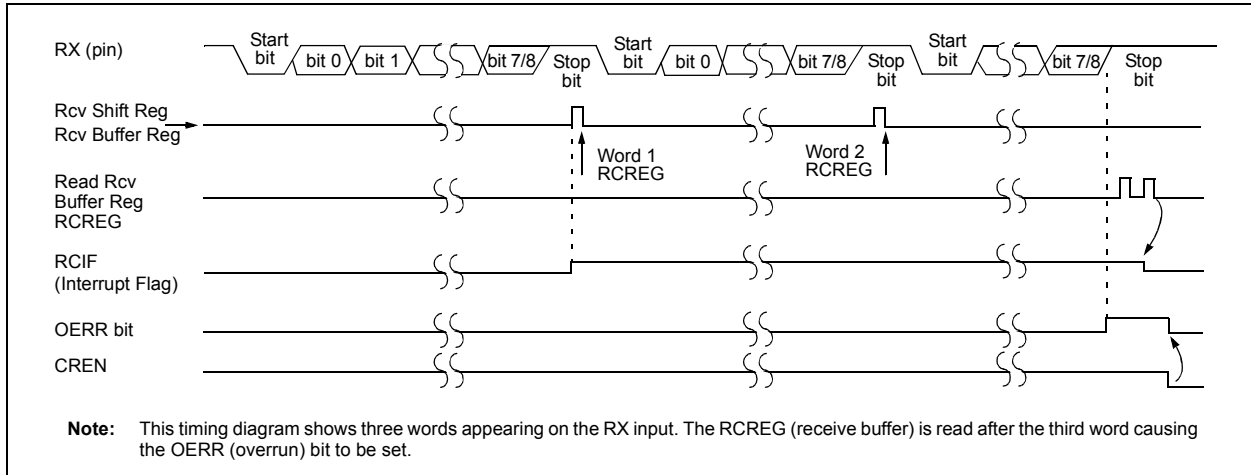 RX (pin)
Start bit
bit 0
bit 1
bit 7/8
Stop bit
Start bit
bit 0
bit 7/8
Stop bit
Start bit
bit 7/8
Stop bit
Rcv Shift Reg
Rcv Buffer Reg
Word 1
RCREG
Word 2
RCREG
Read Rcv
Buffer Reg
RCREG
RCIF
(Interrupt Flag)
OERR bit
CREN
Note: This timing diagram shows three words appearing on the RX input. The RCREG (receive buffer) is read after the third word causing
the OERR (overrun) bit to be set.